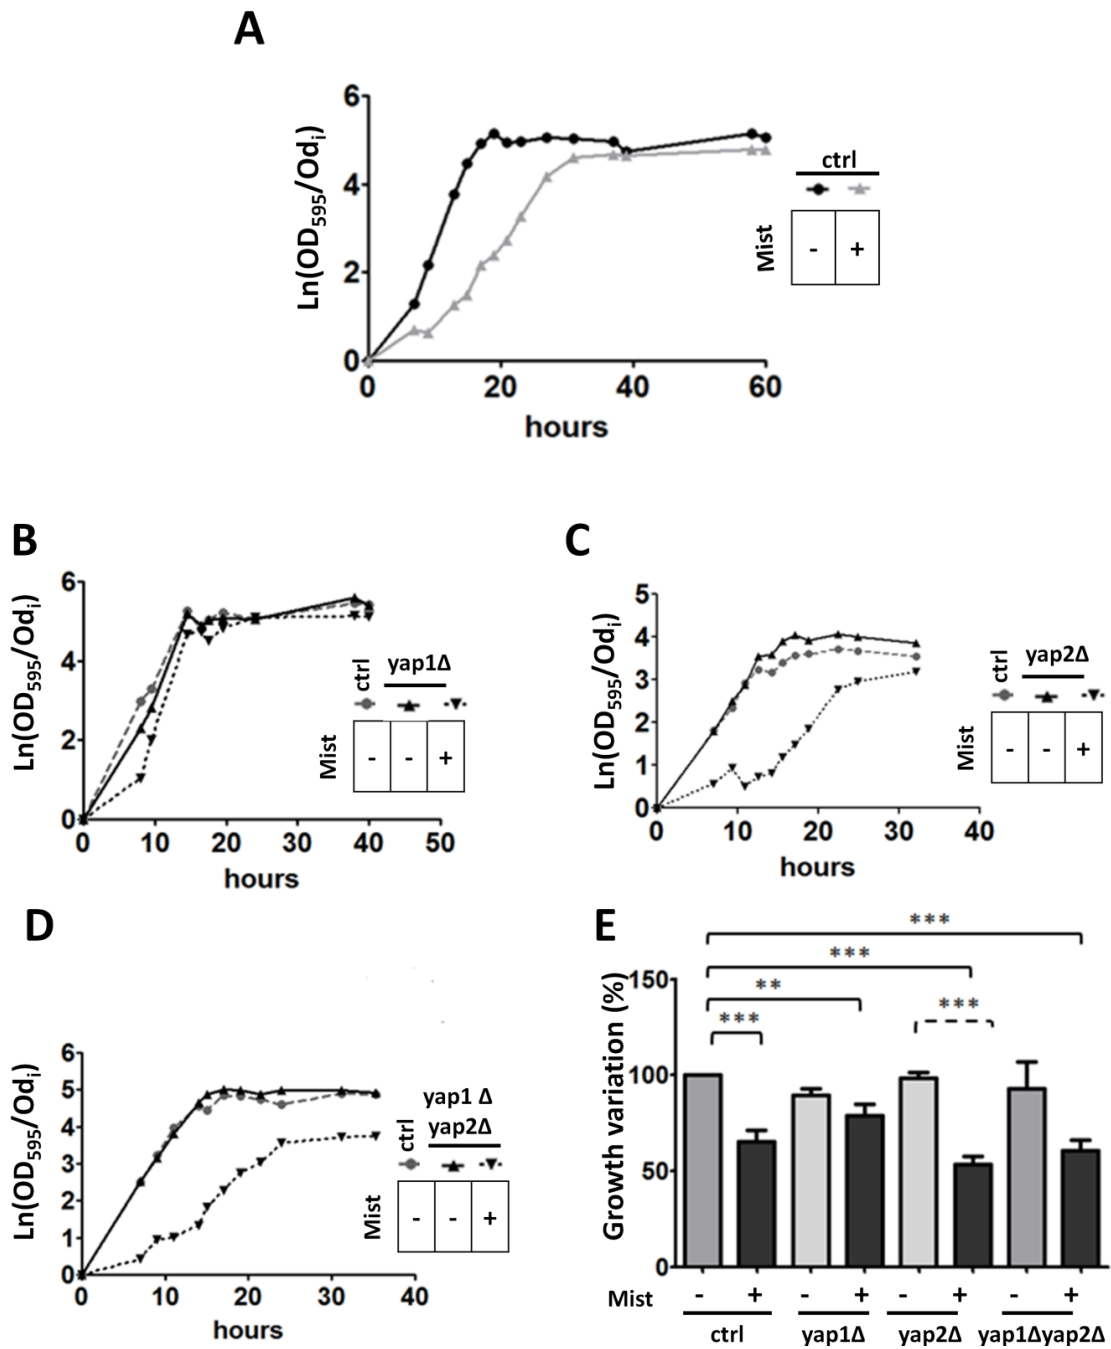 A
Ln(OD595/Odi)
6
4
2
0
0 20 40 60
hours
ctrl
Mist
- +
B
Ln(OD595/Odi)
6
4
2
0
0 10 20 30 40 50
hours
ctrl yap1Δ
Mist
- - +
C
Ln(OD595/Odi)
5
4
3
2
1
0
0 10 20 30 40
hours
ctrl yap2Δ
Mist
- - +
D
Ln(OD595/Odi)
6
5
4
3
2
1
0
0 10 20 30 40
hours
yap1 Δ
ctrl yap2Δ
Mist
- - +
E
Growth variation (%)
150
100
50
0
***
***
**
***
***
Mist - + - + - + - +
ctrl yap1Δ yap2Δ yap1Δyap2Δ